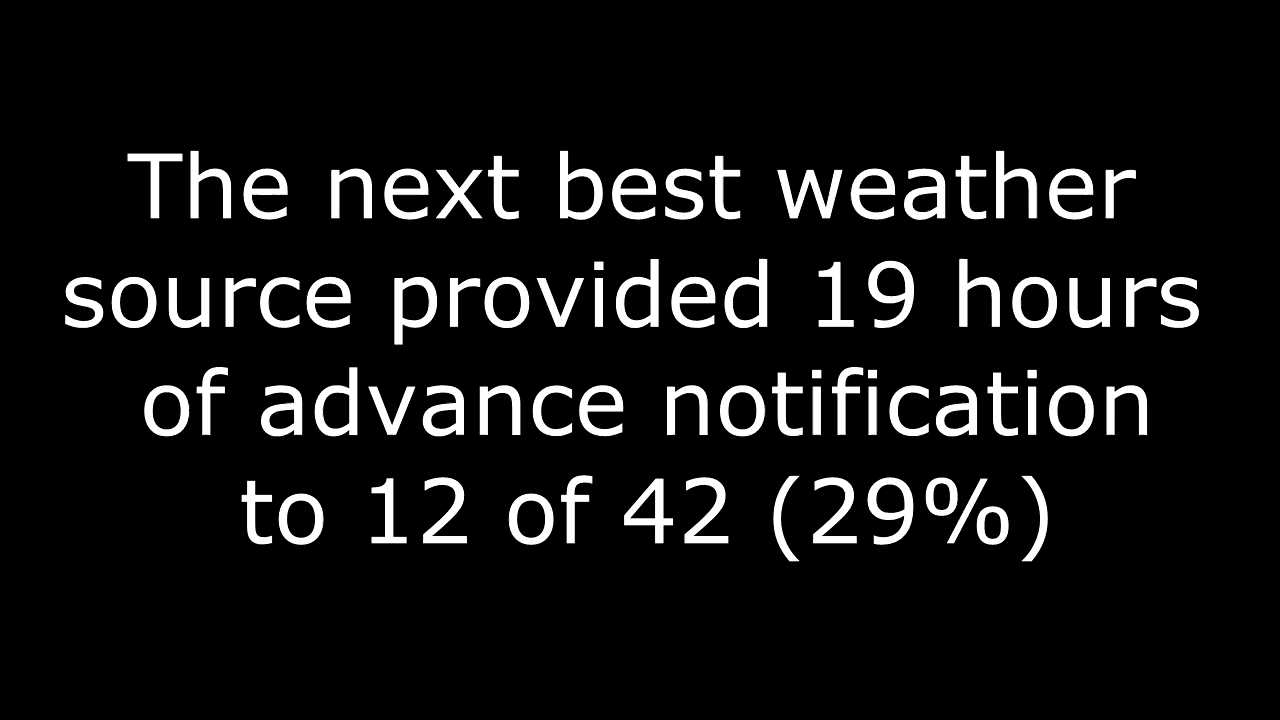 The next best weather
source provided 19 hours
of advance notification
to 12 of 42 (29%)